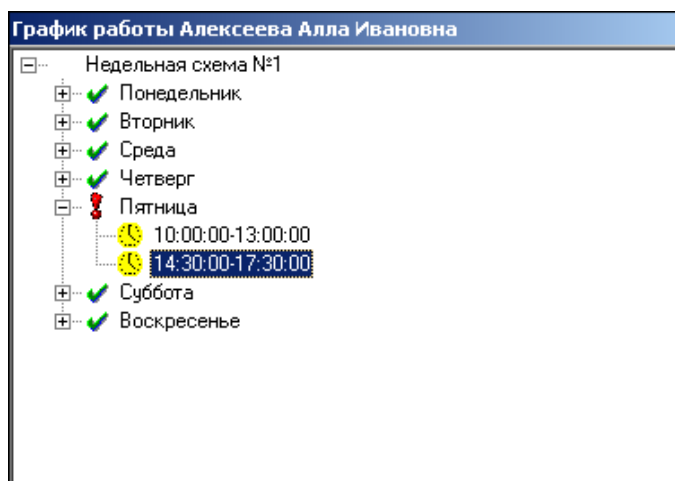 График работы Алексеева Алла Ивановна
Недельная схема №1
Понедельник
Вторник
Среда
Четверг
Пятница
10:00:00-13:00:00
14:30:00-17:30:00
Суббота
Воскресенье